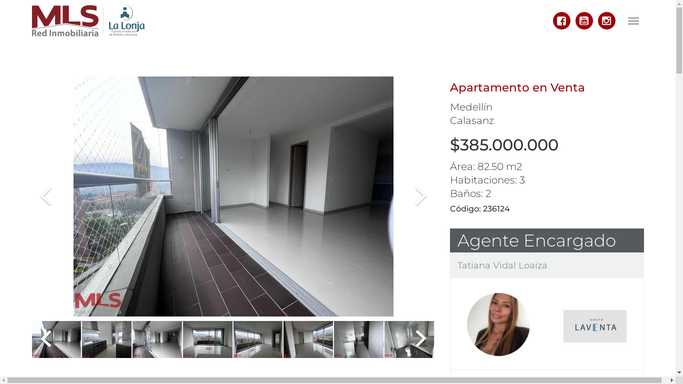 MLS
Red Inmobiliaria
La Lonja
Apartamento en Venta
Medellín
Calasanz
$385.000.000
Área: 82.50 m2
Habitaciones: 3
Baños: 2
Código: 236124
Agente Encargado
Tatiana Vidal Loaiza
LAVENTA
MLS